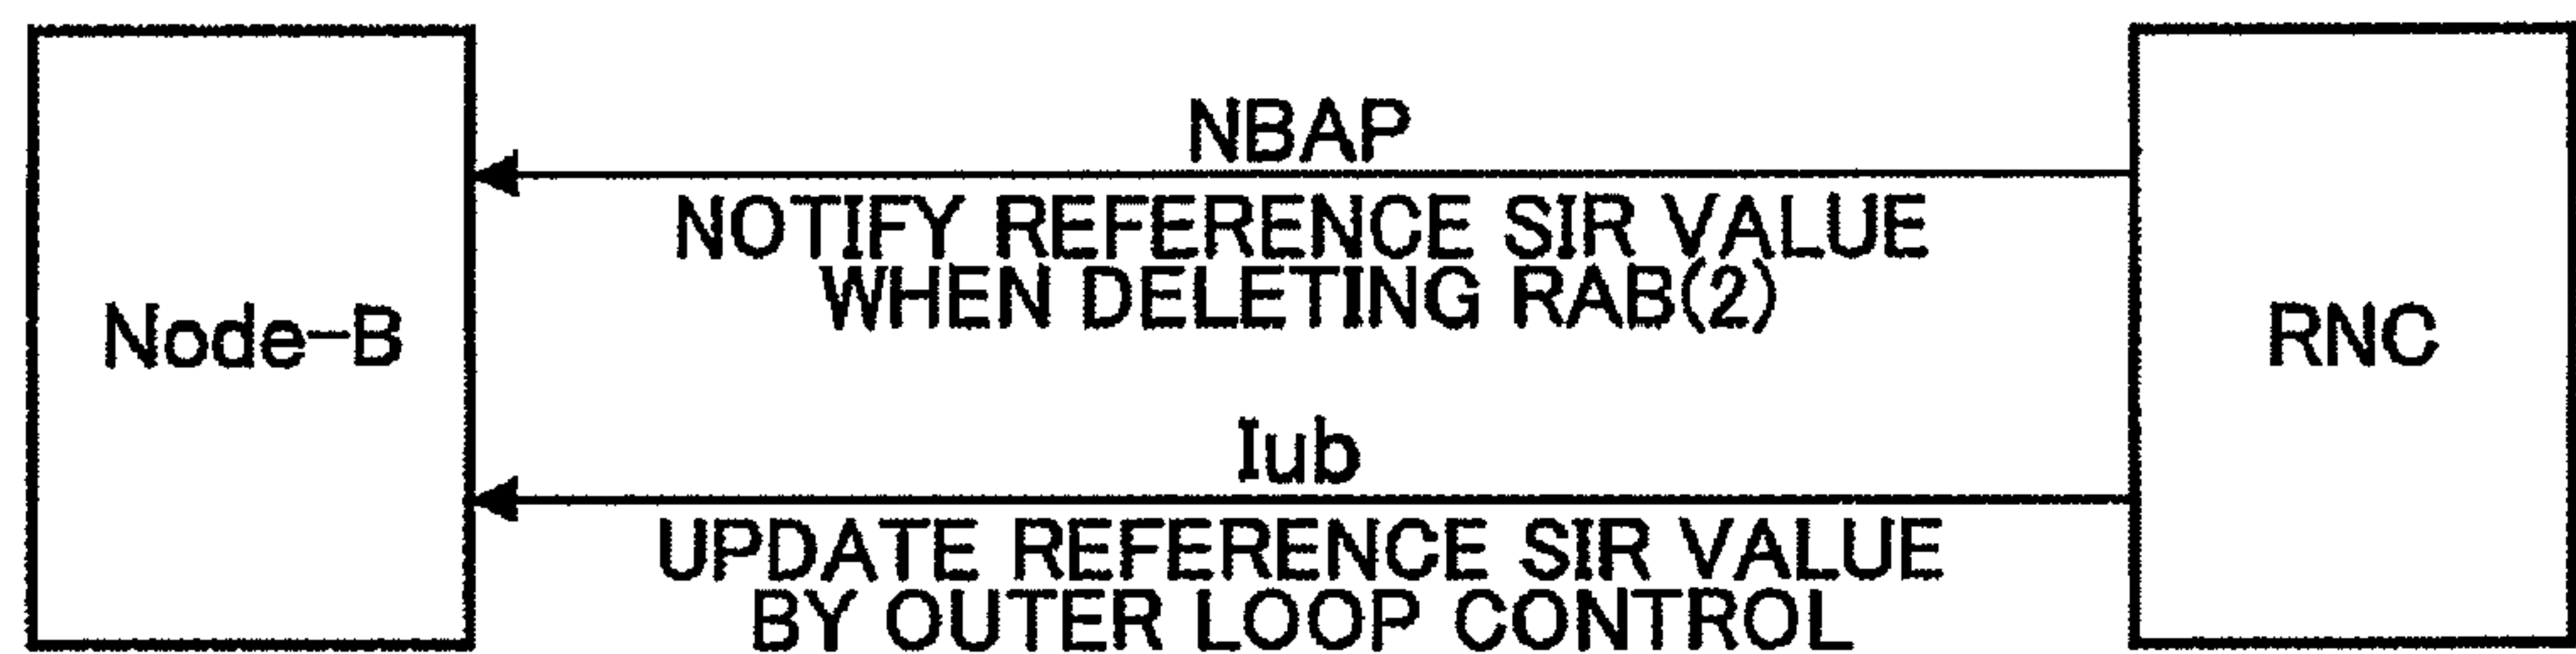 NBAP
NOTIFY REFERENCE SIR VALUE
WHEN DELETING RAB(2)
Node-B
RNC
Iub
UPDATE REFERENCE SIR VALUE
BY OUTER LOOP CONTROL